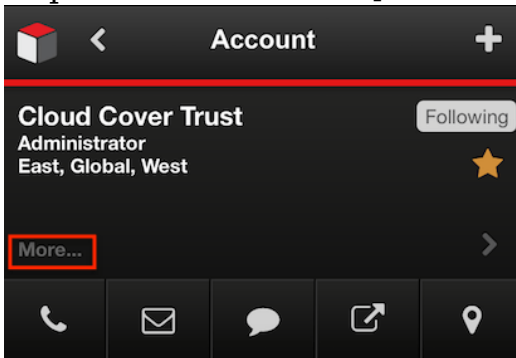 Account
Cloud Cover Trust
Following
Administrator
East, Global, West
More...